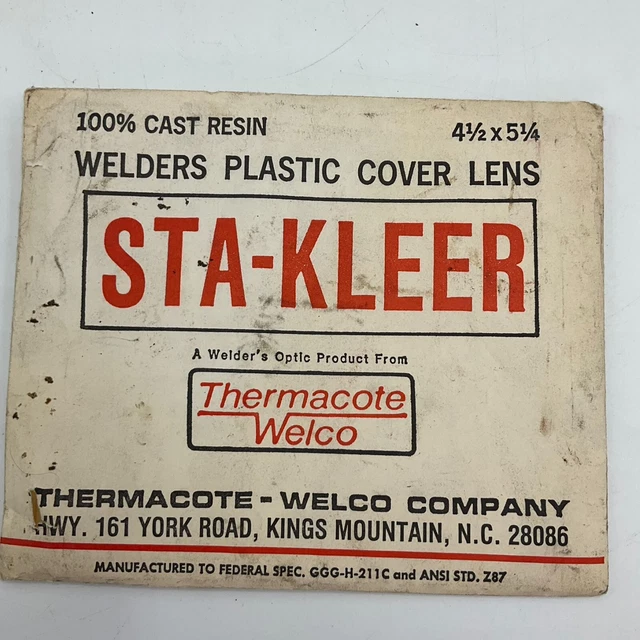 100% CAST RESIN 4½ x 5¼
WELDERS PLASTIC COVER LENS
STA-KLEER
A Welder's Optic Product From
Thermacote
Welco
THERMACOTE - WELCO COMPANY
HWY. 161 YORK ROAD, KINGS MOUNTAIN, N.C. 28086
MANUFACTURED TO FEDERAL SPEC. GGG-H-211C and ANSI STD. Z87